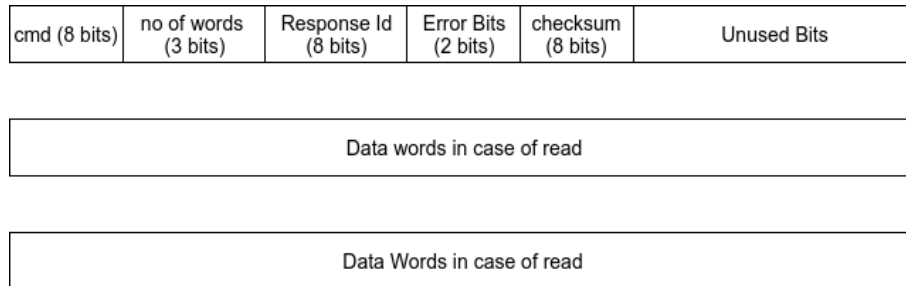 cmd (8 bits)
no of words
(3 bits)
Response Id
(8 bits)
Error Bits
(2 bits)
checksum
(8 bits)
Unused Bits
Data words in case of read
Data Words in case of read